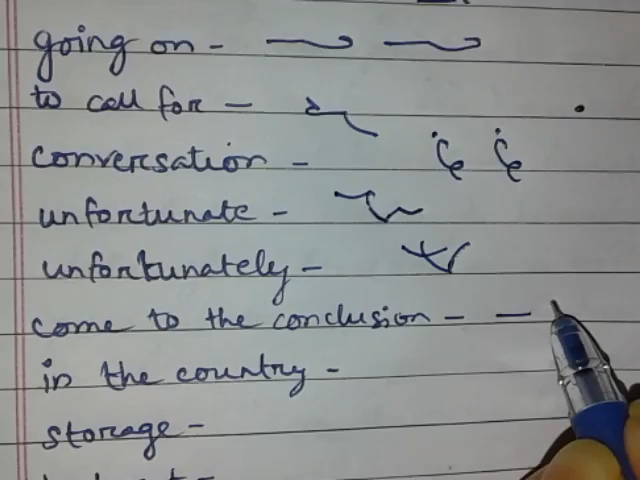 going on -
to call for -
conversation -
unfortunate -
unfortunately -
come to the conclusion -
in the country -
storage -